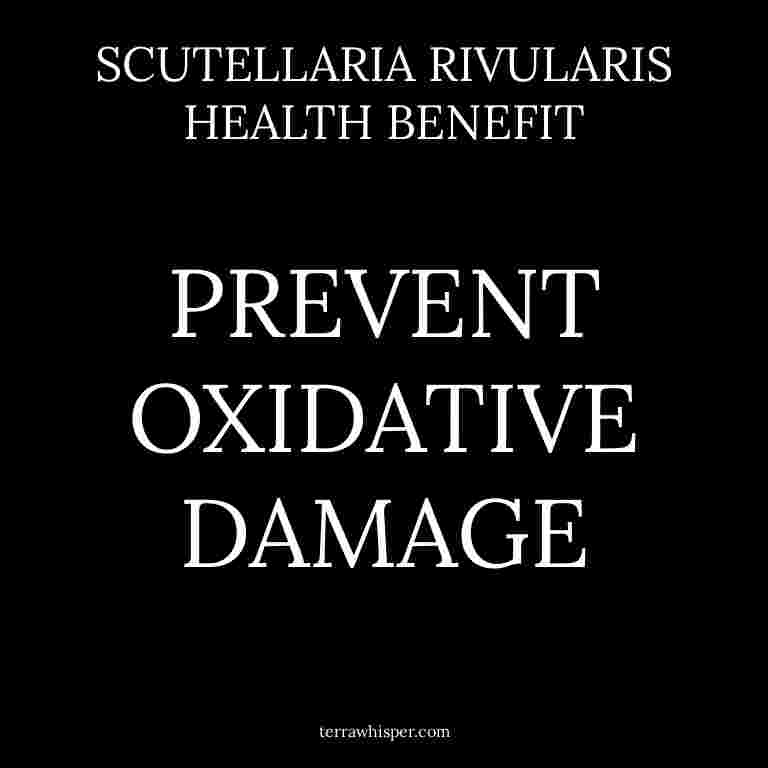 SCUTELLARIA RIVULARIS
HEALTH BENEFIT
PREVENT
OXIDATIVE
DAMAGE
terrawhisper.com